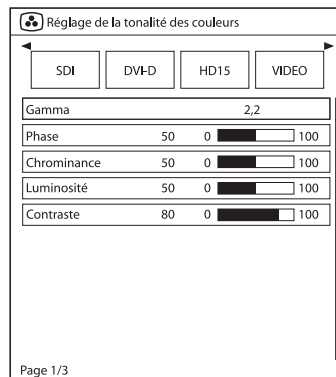 Réglage de la tonalité des couleurs
SDI DVI-D HD15 VIDEO
Gamma 2,2
Phase 50 0 100
Chrominance 50 0 100
Luminosité 50 0 100
Contraste 80 0 100
Page 1/3